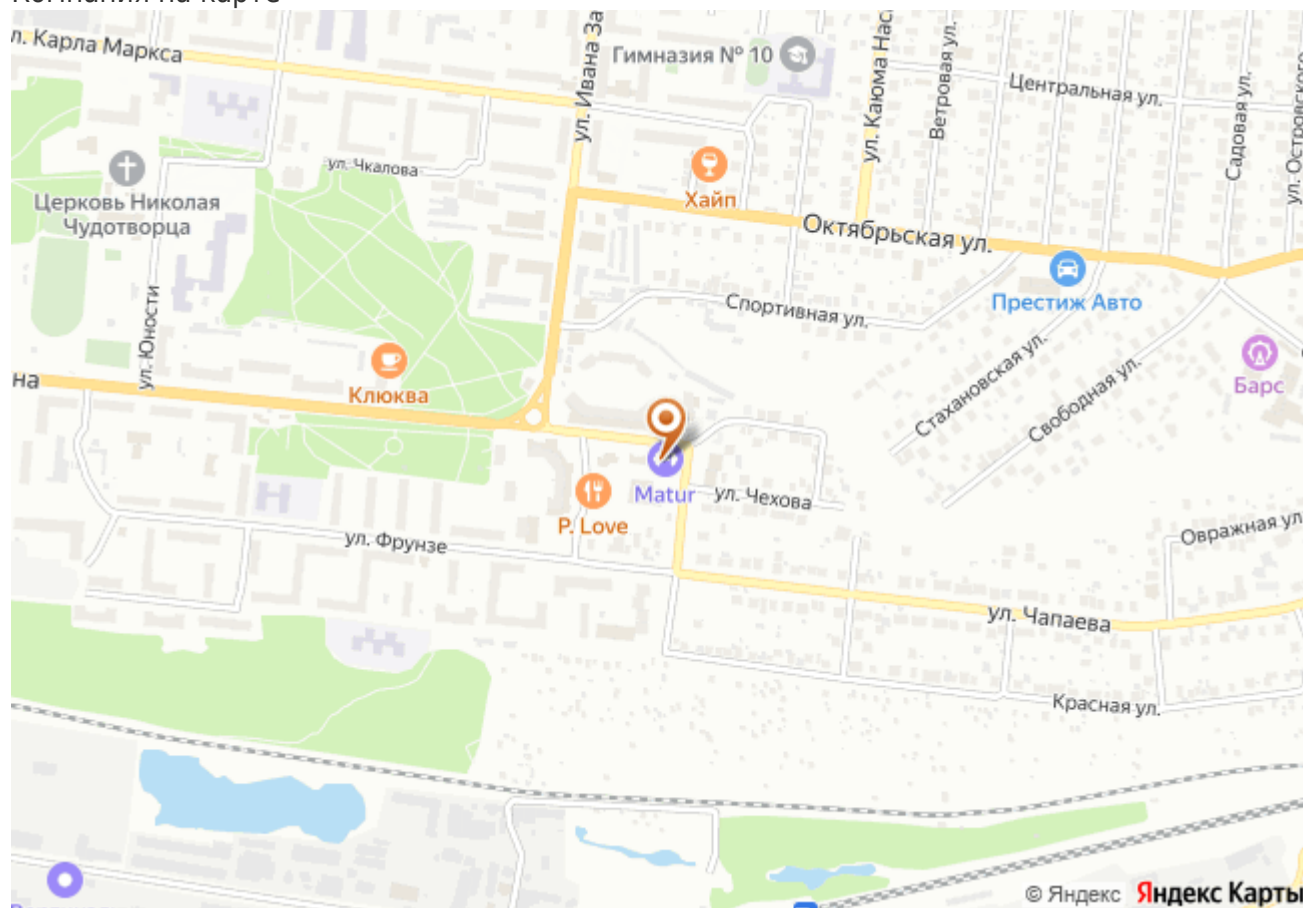 л. Карла Маркса
ул. Ивана За
Гимназия № 10
ул. Каюма Нас
Ветровая ул.
Центральная ул.
Садовая ул.
ул. Островского
ул. Чкалова
Церковь Николая
Чудотворца
Хайп
Октябрьская ул.
Престиж Авто
Спортивная ул.
ул. Юности
на
Клюква
Стахановская ул.
Свободная ул.
Барс
Matur
ул. Чехова
P. Love
ул. Фрунзе
Овражная ул
ул. Чапаева
Красная ул.
© Яндекс Яндекс Карты